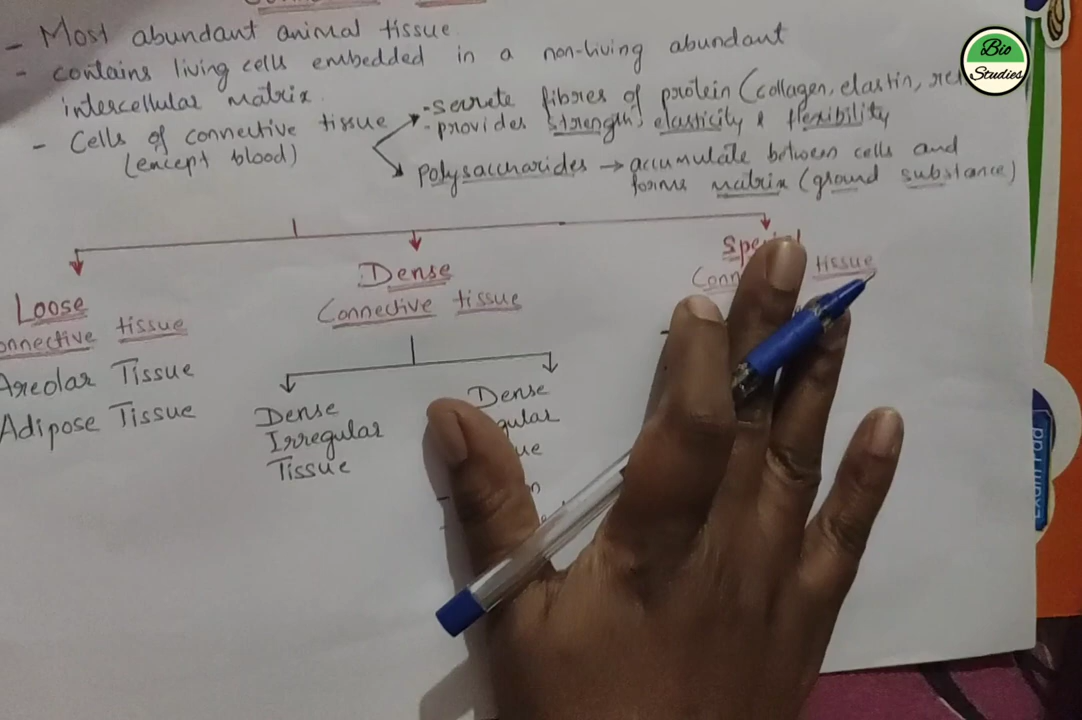 - Most abundant animal tissue.
- contains living cells embedded in a non-living abundant
intercellular matrix.
- Cells of connective tissue
(except blood)
- secrete fibres of protein (collagen, elastin,
- provides strength, elasticity & flexibility
polysaccharides → accumulate between cells and
forms matrix (ground substance)
Loose
Connective tissue
Areolar Tissue
Adipose Tissue
Dense
Connective tissue
Dense
Irregular
Tissue
Dense
tissue
Bio
Studies
Exam Pad